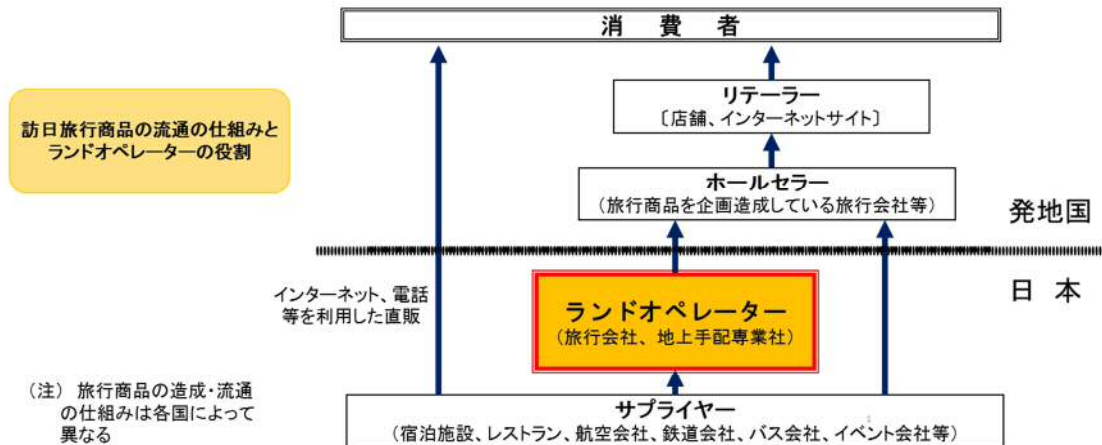 消 費 者
リテーラー
〔店舗、インターネットサイト〕
訪日旅行商品の流通の仕組みと
ランドオペレーターの役割
ホールセラー
（旅行商品を企画造成している旅行会社等）
発地国
日 本
インターネット、電話
等を利用した直販
ランドオペレーター
（旅行会社、地上手配専業社）
（注） 旅行商品の造成・流通
の仕組みは各国によって
異なる
サプライヤー
（宿泊施設、レストラン、航空会社、鉄道会社、バス会社、イベント会社等）